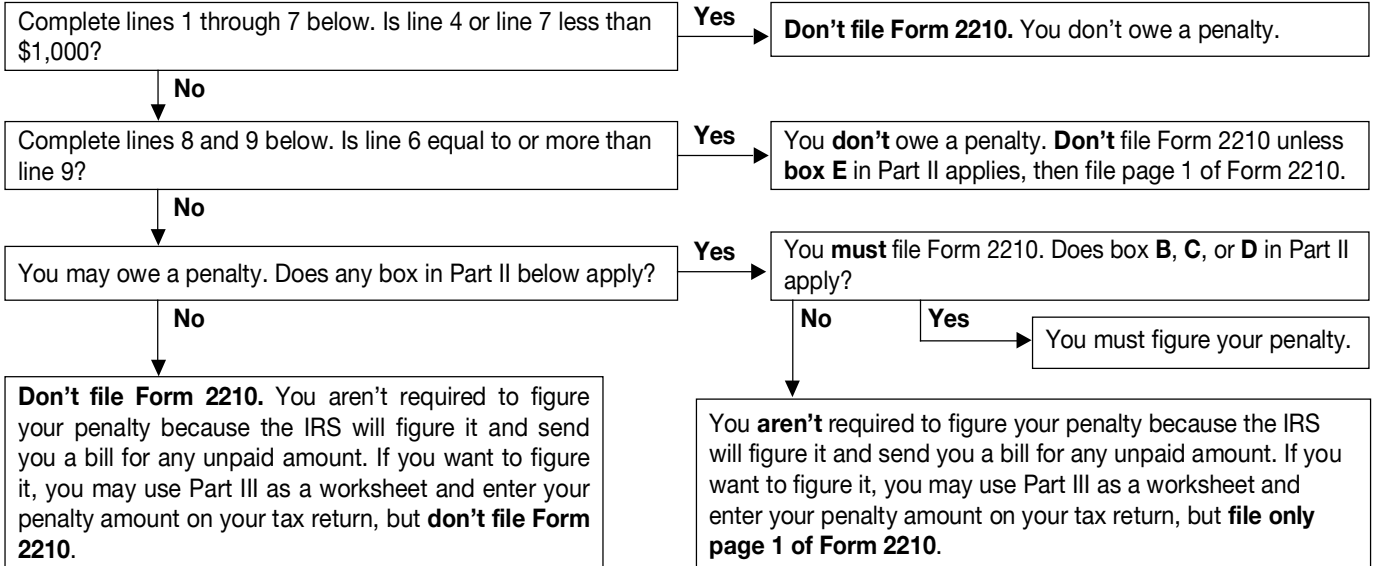 Complete lines 1 through 7 below. Is line 4 or line 7 less than
$1,000?
Yes
Don't file Form 2210. You don't owe a penalty.
No
Complete lines 8 and 9 below. Is line 6 equal to or more than
line 9?
Yes
You don't owe a penalty. Don't file Form 2210 unless
box E in Part II applies, then file page 1 of Form 2210.
No
You may owe a penalty. Does any box in Part II below apply?
Yes
You must file Form 2210. Does box B, C, or D in Part II
apply?
No
Yes
You must figure your penalty.
No
Don't file Form 2210. You aren't required to figure
your penalty because the IRS will figure it and send
you a bill for any unpaid amount. If you want to figure
it, you may use Part III as a worksheet and enter your
penalty amount on your tax return, but don't file Form
2210.
You aren't required to figure your penalty because the IRS
will figure it and send you a bill for any unpaid amount. If you
want to figure it, you may use Part III as a worksheet and
enter your penalty amount on your tax return, but file only
page 1 of Form 2210.